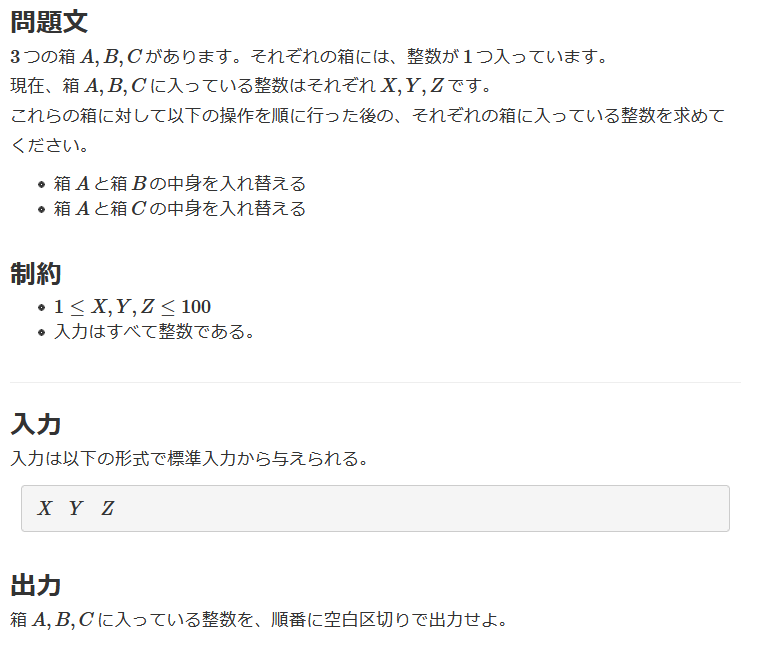 問題文
3 つの箱 A, B, C があります。それぞれの箱には、整数が 1 つ入っています。
現在、箱 A, B, C に入っている整数はそれぞれ X, Y, Z です。
これらの箱に対して以下の操作を順に行った後の、それぞれの箱に入っている整数を求めて
ください。
• 箱 A と箱 B の中身を入れ替える
• 箱 A と箱 C の中身を入れ替える
制約
• 1 ≤ X, Y, Z ≤ 100
• 入力はすべて整数である。
入力
入力は以下の形式で標準入力から与えられる。
X Y Z
出力
箱 A, B, C に入っている整数を、順番に空白区切りで出力せよ。